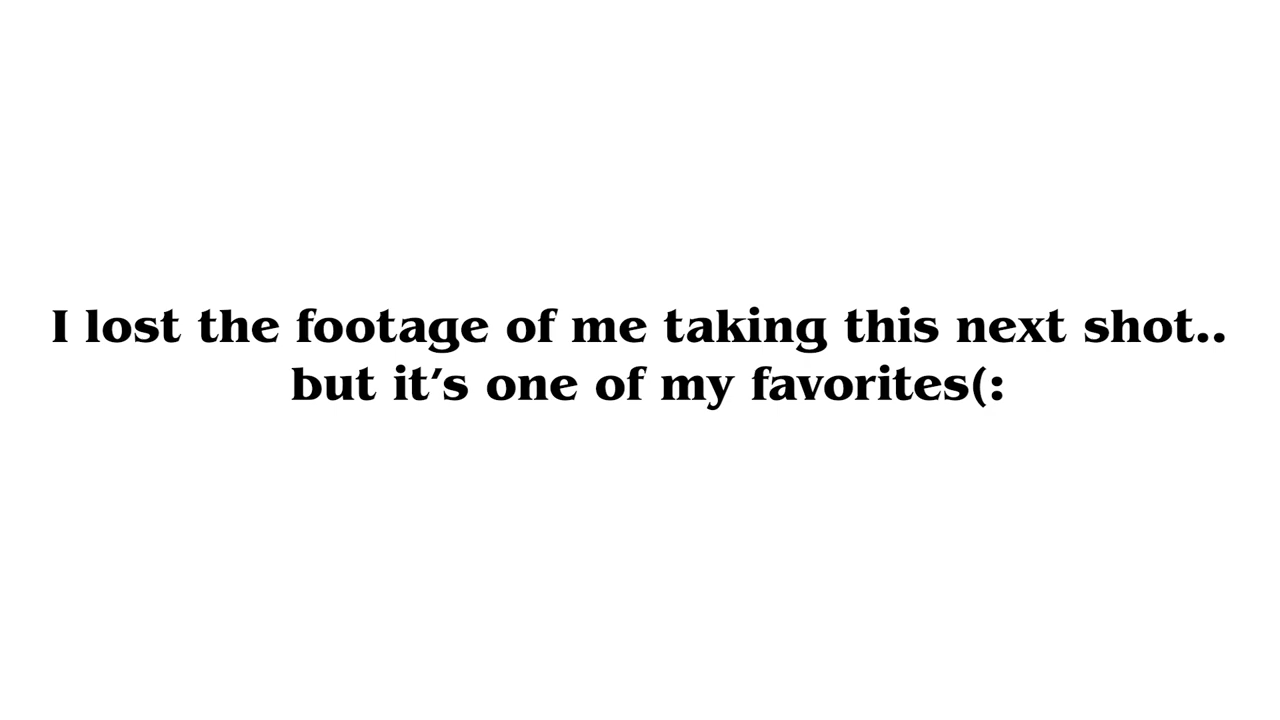 I lost the footage of me taking this next shot..
but it’s one of my favorites(: